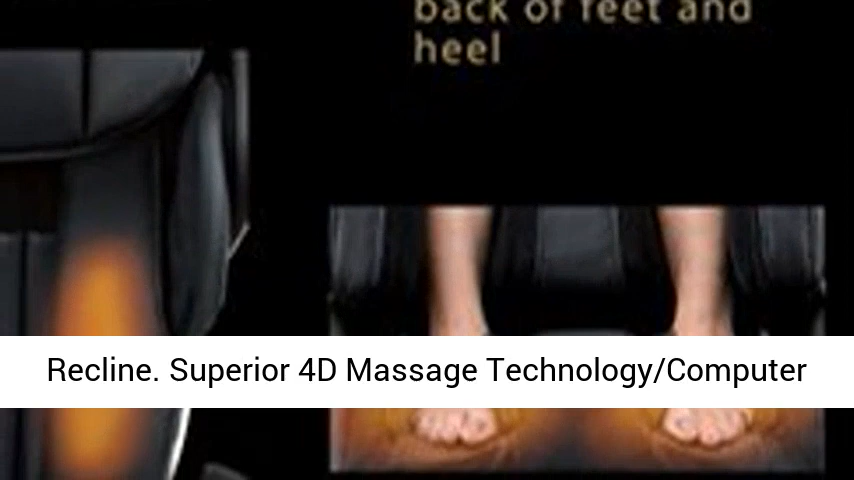 back of feet and
heel
Recline. Superior 4D Massage Technology/Computer